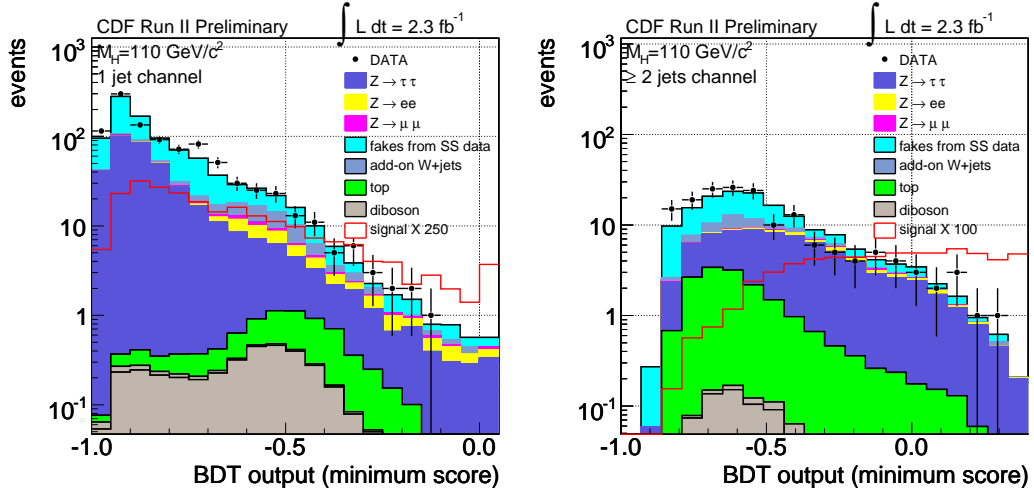 CDF Run II Preliminary ∫ L dt = 2.3 fb⁻¹
M_H=110 GeV/c²
1 jet channel
DATA
Z → τ τ
Z → ee
Z → μ μ
fakes from SS data
add-on W+jets
top
diboson
signal X 250
events
10³
10²
10
1
10⁻¹
-1.0 -0.5 0.0
BDT output (minimum score)
CDF Run II Preliminary ∫ L dt = 2.3 fb⁻¹
M_H=110 GeV/c²
≥ 2 jets channel
DATA
Z → τ τ
Z → ee
Z → μ μ
fakes from SS data
add-on W+jets
top
diboson
signal X 100
events
10³
10²
10
1
10⁻¹
-1.0 -0.5 0.0
BDT output (minimum score)